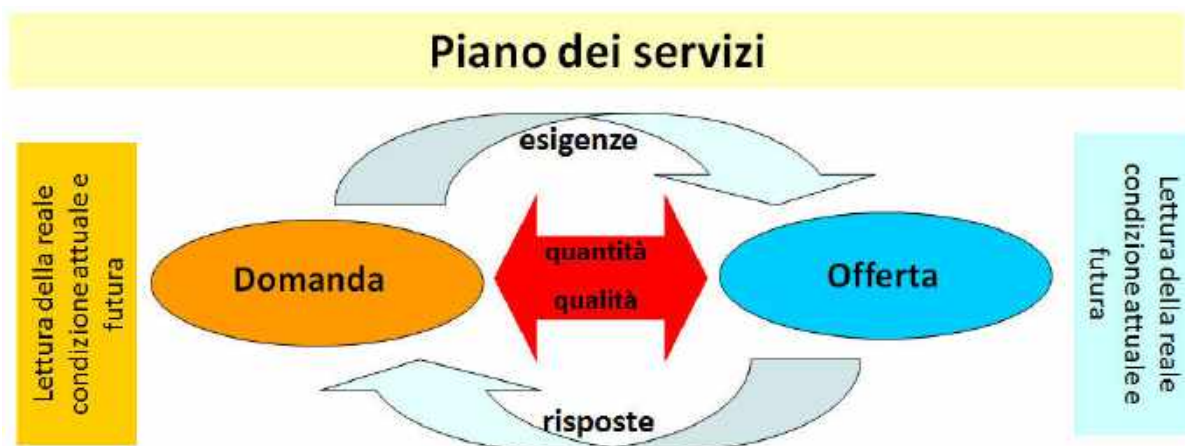 Piano dei servizi
esigenze
Lettura della reale
condizione attuale e
futura
Domanda
quantità
qualità
Offerta
Lettura della reale
condizione attuale e
futura
risposte